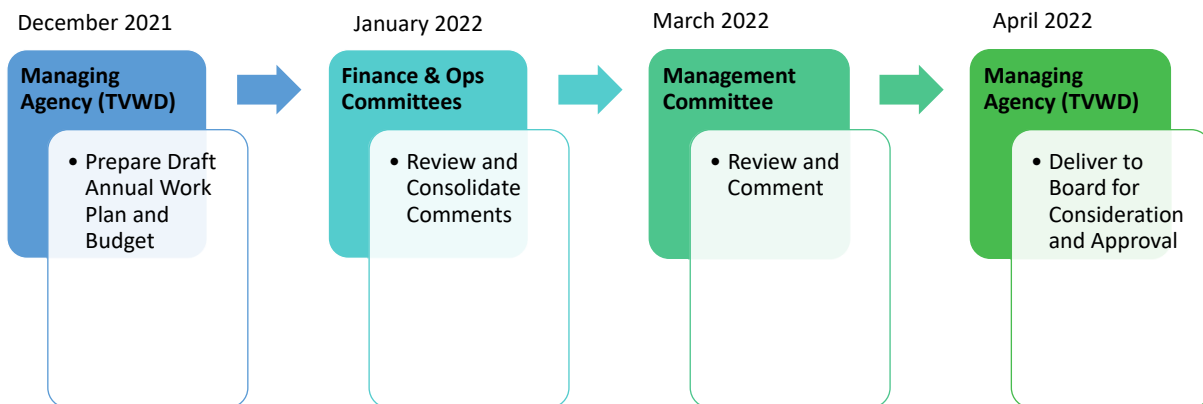 December 2021
Managing
Agency (TVWD)
• Prepare Draft
Annual Work
Plan and
Budget
January 2022
Finance & Ops
Committees
• Review and
Consolidate
Comments
March 2022
Management
Committee
• Review and
Comment
April 2022
Managing
Agency (TVWD)
• Deliver to
Board for
Consideration
and Approval